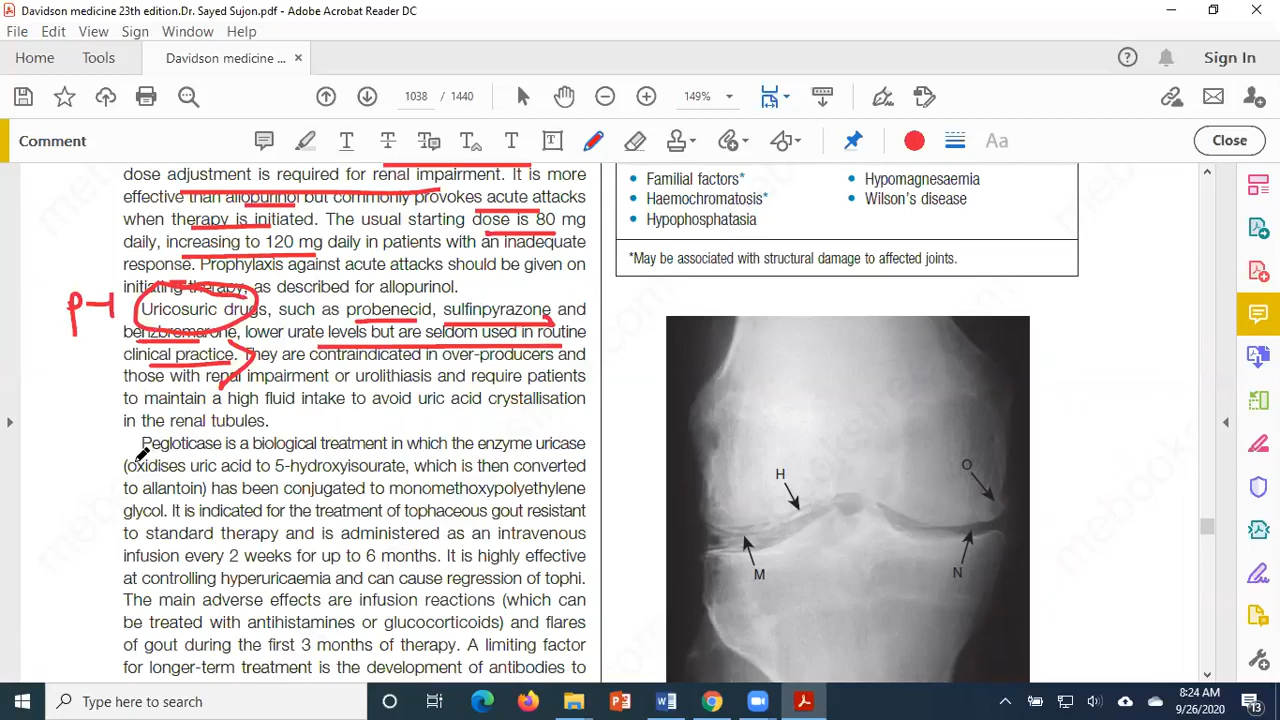 Davidson medicine 23th edition.Dr. Sayed Sujon.pdf - Adobe Acrobat Reader DC
File Edit View Sign Window Help
Home Tools Davidson medicine ... × Sign In
1038 / 1440 149%
Comment Close
dose adjustment is required for renal impairment. It is more
effective than allopurinol but commonly provokes acute attacks
when therapy is initiated. The usual starting dose is 80 mg
daily, increasing to 120 mg daily in patients with an inadequate
response. Prophylaxis against acute attacks should be given on
initiating therapy, as described for allopurinol.
Uricosuric drugs, such as probenecid, sulfinpyrazone and
benzbromarone, lower urate levels but are seldom used in routine
clinical practice. They are contraindicated in over-producers and
those with renal impairment or urolithiasis and require patients
to maintain a high fluid intake to avoid uric acid crystallisation
in the renal tubules.
Pegloticase is a biological treatment in which the enzyme uricase
(oxidises uric acid to 5-hydroxyisourate, which is then converted
to allantoin) has been conjugated to monomethoxypolyethylene
glycol. It is indicated for the treatment of tophaceous gout resistant
to standard therapy and is administered as an intravenous
infusion every 2 weeks for up to 6 months. It is highly effective
at controlling hyperuricaemia and can cause regression of tophi.
The main adverse effects are infusion reactions (which can
be treated with antihistamines or glucocorticoids) and flares
of gout during the first 3 months of therapy. A limiting factor
for longer-term treatment is the development of antibodies to
• Familial factors*
• Haemochromatosis*
• Hypophosphatasia
• Hypomagnesaemia
• Wilson's disease
*May be associated with structural damage to affected joints.
H
O
M
N
Type here to search
8:24 AM
9/26/2020
13